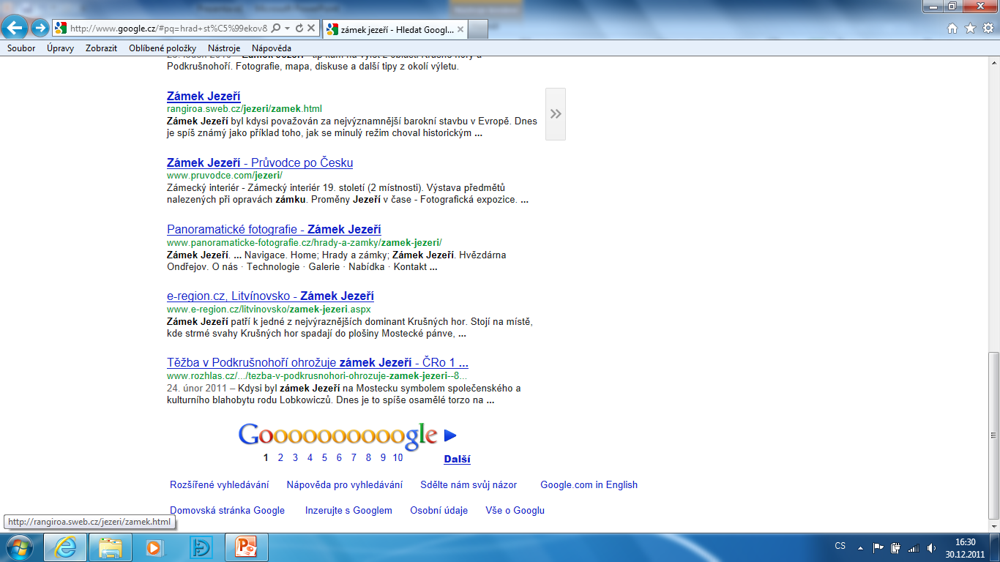 http://www.google.cz/#pq=hrad+st%C5%99ekov8
zámek jezeří - Hledat Googl...
Soubor Úpravy Zobrazit Oblíbené položky Nástroje Nápověda
Podkrušnohoří. Fotografie, mapa, diskuse a další tipy z okolí výletu.
Zámek Jezeří
rangiroa.sweb.cz/jezeri/zamek.html
Zámek Jezeří byl kdysi považován za nejvýznamnější barokní stavbu v Evropě. Dnes
je spíš známý jako příklad toho, jak se minulý režim choval historickým ...
Zámek Jezeří - Průvodce po Česku
www.pruvodce.com/jezeri/
Zámecký interiér - Zámecký interiér 19. století (2 místnosti). Výstava předmětů
nalezených při opravách zámku. Proměny Jezeří v čase - Fotografická expozice. ...
Panoramatické fotografie - Zámek Jezeří
www.panoramaticke-fotografie.cz/hrady-a-zamky/zamek-jezeri/
Zámek Jezeří. ... Navigace. Home; Hrady a zámky; Zámek Jezeří. Hvězdárna
Ondřejov. O nás · Technologie · Galerie · Nabídka · Kontakt ...
e-region.cz, Litvínovsko - Zámek Jezeří
www.e-region.cz/litvinovsko/zamek-jezeri.aspx
Zámek Jezeří patří k jedné z nejvýraznějších dominant Krušných hor. Stojí na místě,
kde strmé svahy Krušných hor spadají do plošiny Mostecké pánve, ...
Těžba v Podkrušnohoří ohrožuje zámek Jezeří - ČRo 1 ...
www.rozhlas.cz/.../tezba-v-podkrusnohori-ohrozuje-zamek-jezeri--8...
24. únor 2011 – Kdysi byl zámek Jezeří na Mostecku symbolem společenského a
kulturního blahobytu rodu Lobkowiczů. Dnes je to spíše osamělé torzo na ...
Goooooooooogle
1 2 3 4 5 6 7 8 9 10 Další
Rozšířené vyhledávání Nápověda pro vyhledávání Sdělte nám svůj názor Google.com in English
Domovská stránka Google Inzerujte s Googlem Osobní údaje Vše o Googlu
http://rangiroa.sweb.cz/jezeri/zamek.html
CS
16:30
30.12.2011